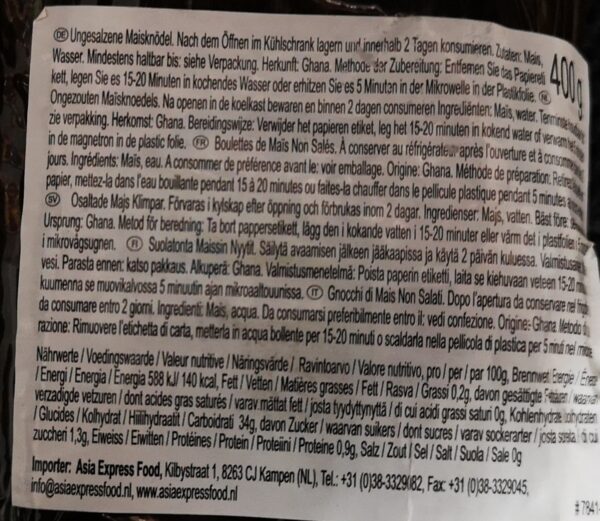 DE Ungesalzene Maisknödel. Nach dem Öffnen im Kühlschrank lagern und innerhalb 2 Tagen konsumieren. Zutaten: Mais,
Wasser. Mindestens haltbar bis: siehe Verpackung. Herkunft: Ghana. Methode der Zubereitung: Entfernen Sie das Papiereti
400g
kett, legen Sie es 15-20 Minuten in kochendes Wasser oder erhitzen Sie es 5 Minuten in der Mikrowelle in der Plastikfolie. NL
Ongezouten Maisknoedels. Na openen in de koelkast bewaren en binnen 2 dagen consumeren Ingrediënten: Maïs, water. Tenminste
zie verpakking. Herkomst: Ghana. Bereidingswijze: Verwijder het papieren etiket, leg het 15-20 minuten in kokend water of verwarm het
in de magnetron in de plastic folie. FR Boulettes de Maïs Non Salés. À conserver au réfrigérateur après l'ouverture et à consommer
jours. Ingrédients: Maïs, eau. A consommer de préférence avant le: voir emballage. Origine: Ghana. Méthode de préparation:
papier, mettez-la dans l'eau bouillante pendant 15 à 20 minutes ou faites-la chauffer dans le pellicule plastique pendant 5 minutes
SV Osaltade Majs Klimpar. Förvaras i kylskap efter öppning och förbrukas inom 2 dagar. Ingredienser: Majs, vatten. Bäst före:
Ursprung: Ghana. Metod för beredning: Ta bort pappersetikett, lägg den i kokande vatten i 15-20 minuter eller värm det i plastfolien
i mikrovågsugnen. FI Suolatonta Maissin Nyytit. Säilytä avaamisen jälkeen jääkaapissa ja käytä 2 päivän kuluessa.
vesi. Parasta ennen: katso pakkaus. Alkuperä: Ghana. Valmistusmenetelmä: Poista paperin etiketti, laita se kiehuvaan veteen 15-20
kuumenna se muovikalvossa 5 minuutin ajan mikroaaltouunissa. IT Gnocchi di Mais Non Salati. Dopo l'apertura da conservare nel
da consumare entro 2 giorni. Ingredienti: Mais, acqua. Da consumarsi preferibilmente entro il: vedi confezione. Origine: Ghana. Metodo di
razione: Rimuovere l'etichetta di carta, metterla in acqua bollente per 15-20 minuti o scaldarla nella pellicola di plastica per 5 minuti nel
Nährwerte / Voedingswaarde / Valeur nutritive / Näringsvärde / Ravintoarvo / Valore nutritivo, pro / per / par 100g, Brennwert Energie /
/ Energi / Energia / Energia 588 kJ/ 140 kcal, Fett / Vetten / Matières grasses / Fett / Rasva / Grassi 0,2g, davon gesättigte
verzadigde vetzuren / dont acides gras saturés / varav mättat fett / josta tyydyttynyttä / di cui acidi grassi saturi 0g, Kohlenhydrate
/ Glucides / Kolhydrat / Hiilihydraatit / Carboidrati 34g, davon Zucker / waarvan suikers / dont sucres / varav sockerarter / josta
zuccheri 1,3g, Eiweiss / Eiwitten / Protéines / Protein / Proteiini / Proteine 0,9g, Salz / Zout / Sel / Salt / Suola / Sale 0g
Importer: Asia Express Food, Kilbystraat 1, 8263 CJ Kampen (NL), Tel.: +31 (0)38-3329082, Fax: +31 (0)38-3329045,
info@asiaexpressfood.nl, www.asiaexpressfood.nl
#7841